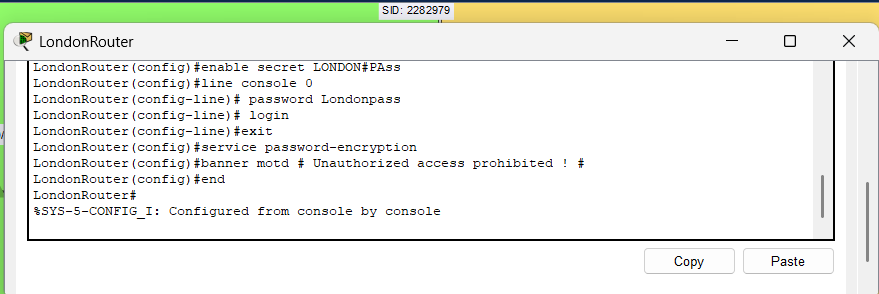 SID: 2282979
LondonRouter
LondonRouter(config)#enable secret LONDON#PAss
LondonRouter(config)#line console 0
LondonRouter(config-line)# password Londonpass
LondonRouter(config-line)# login
LondonRouter(config-line)#exit
LondonRouter(config)#service password-encryption
LondonRouter(config)#banner motd # Unauthorized access prohibited ! #
LondonRouter(config)#end
LondonRouter#
%SYS-5-CONFIG_I: Configured from console by console
Copy
Paste